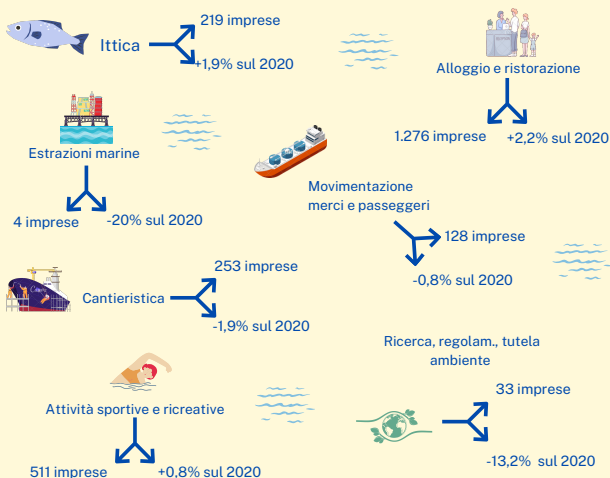 219 imprese
Ittica
+1,9% sul 2020
Alloggio e ristorazione
1.276 imprese
+2,2% sul 2020
Estrazioni marine
4 imprese
-20% sul 2020
Movimentazione
merci e passeggeri
128 imprese
-0,8% sul 2020
253 imprese
Cantieristica
-1,9% sul 2020
Ricerca, regolam., tutela
ambiente
33 imprese
-13,2% sul 2020
Attività sportive e ricreative
511 imprese
+0,8% sul 2020